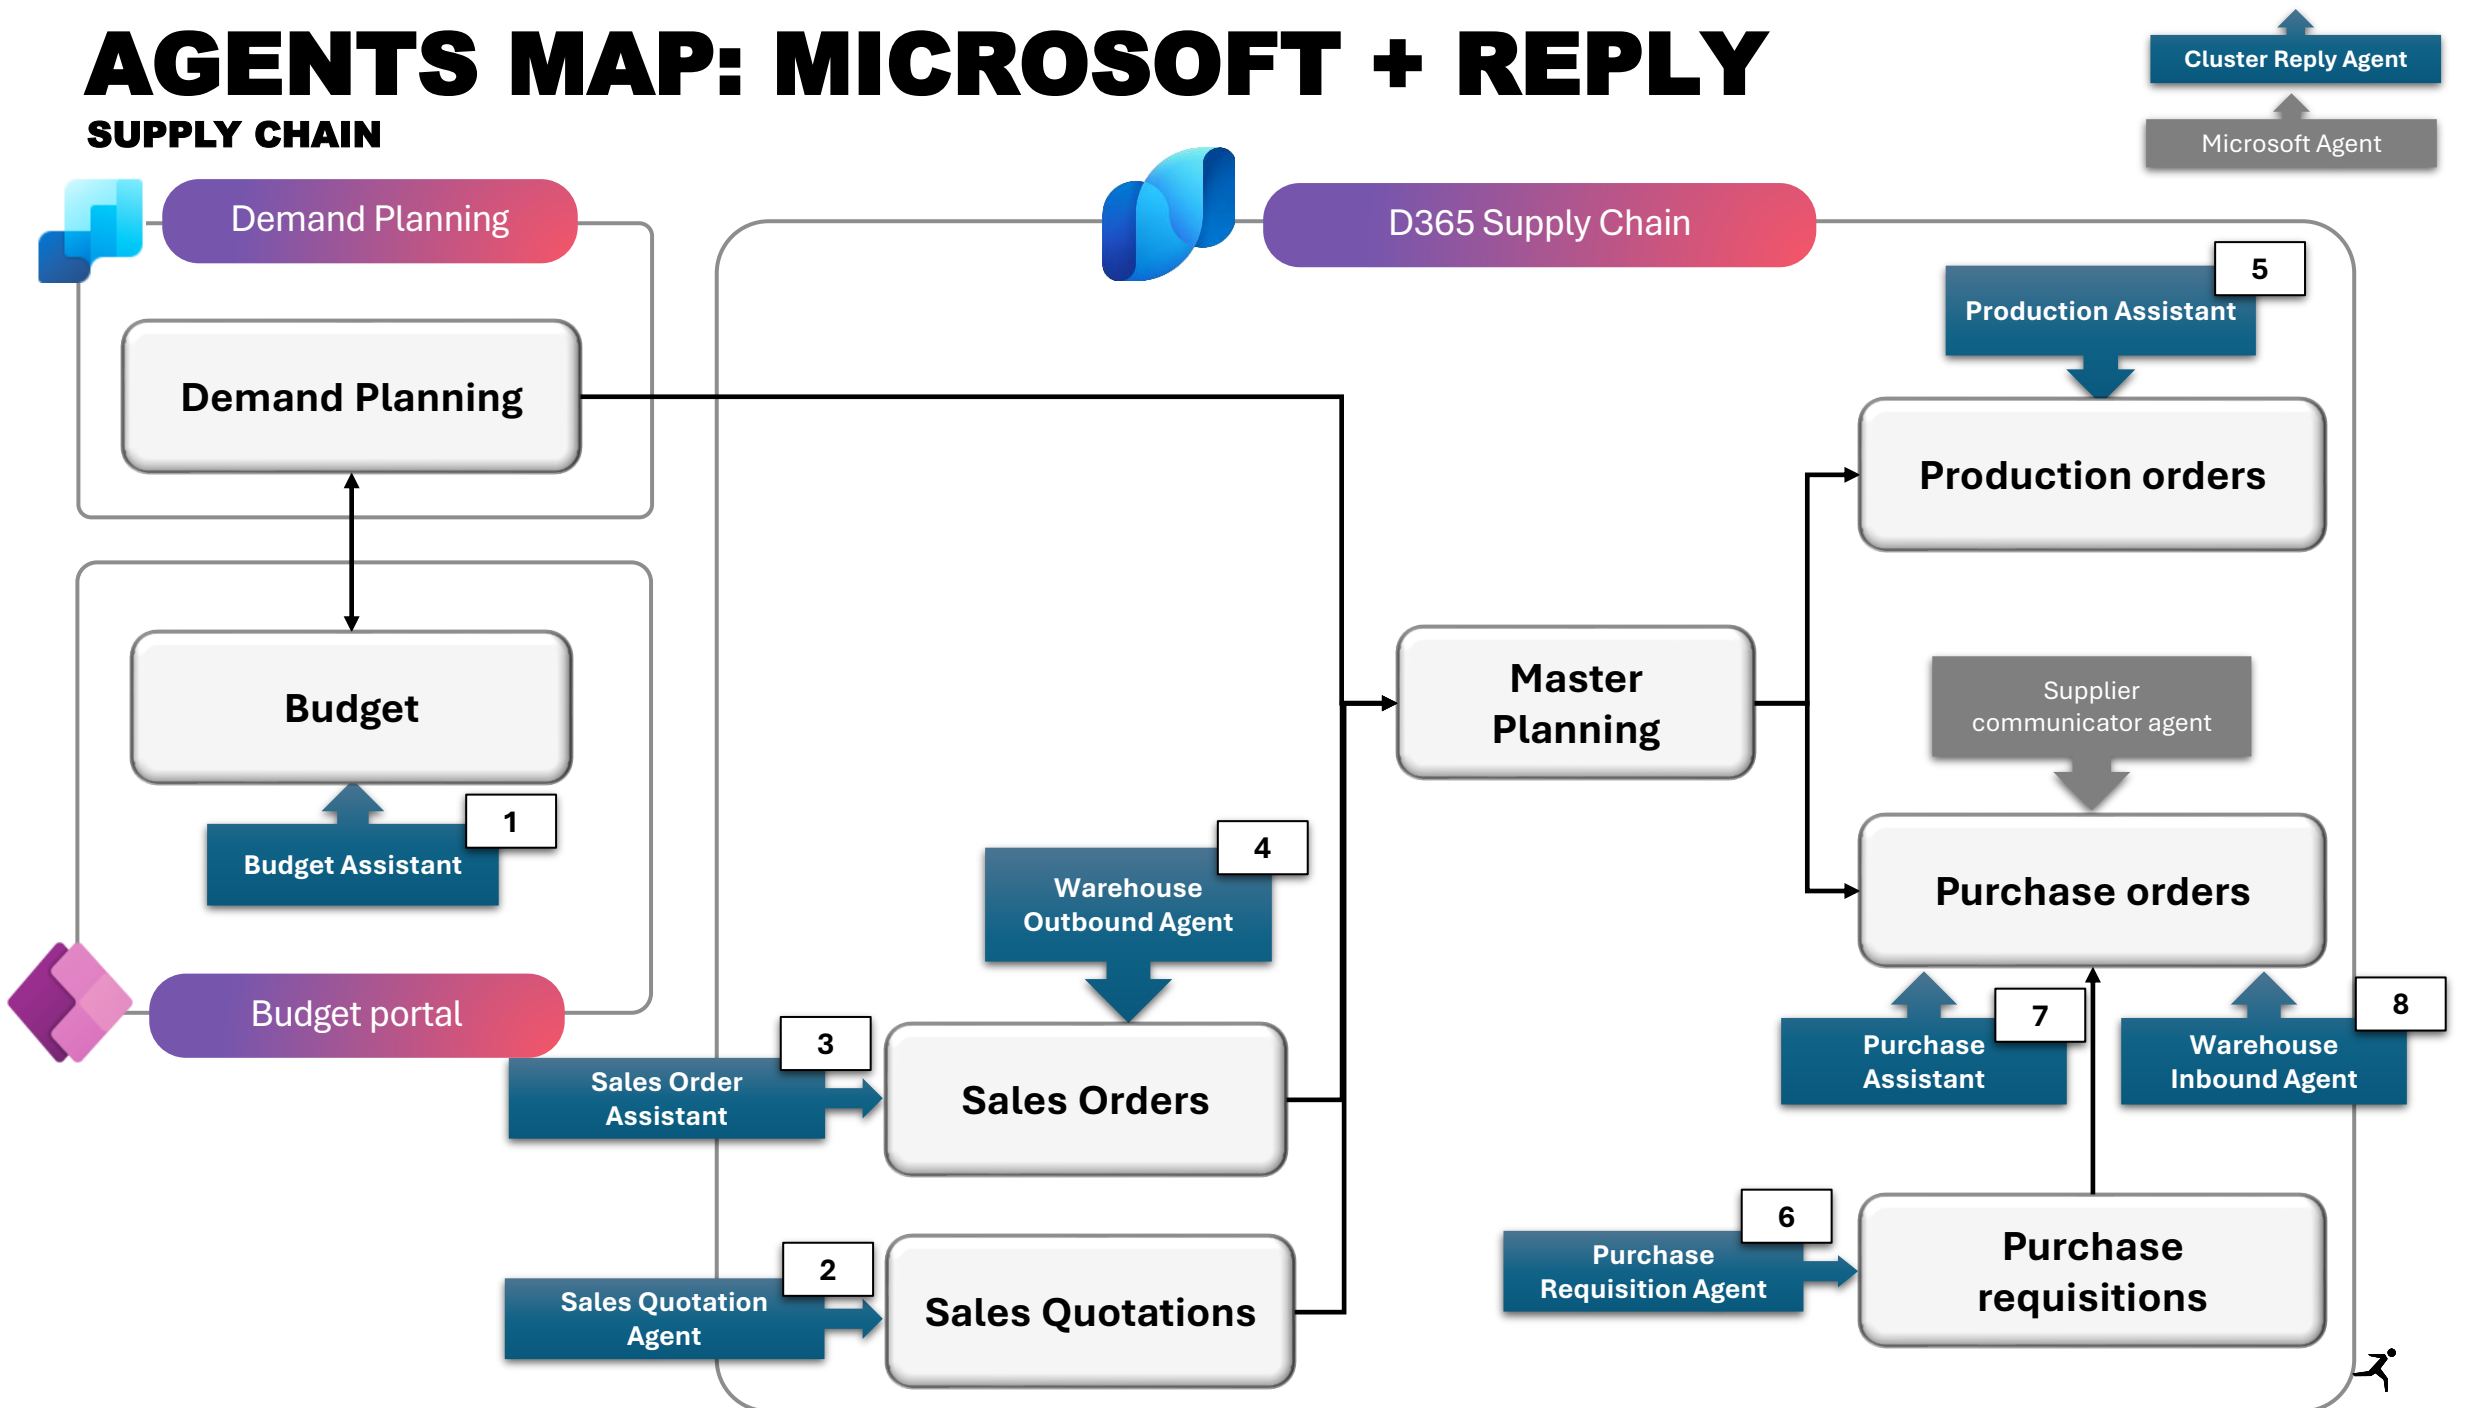 AGENTS MAP: MICROSOFT + REPLY
SUPPLY CHAIN
Cluster Reply Agent
Microsoft Agent
Demand Planning
D365 Supply Chain
Demand Planning
Budget
1
Budget Assistant
Budget portal
5
Production Assistant
Production orders
Master
Planning
Supplier
communicator agent
Purchase orders
4
Warehouse
Outbound Agent
3
Sales Order
Assistant
Sales Orders
2
Sales Quotation
Agent
Sales Quotations
7
Purchase
Assistant
8
Warehouse
Inbound Agent
6
Purchase
Requisition Agent
Purchase
requisitions